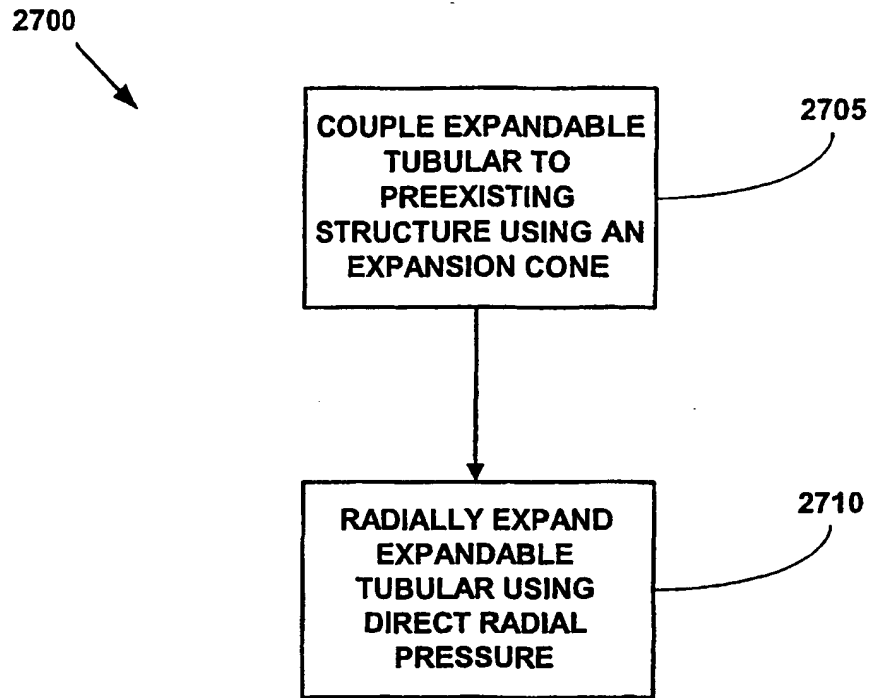 2700
COUPLE EXPANDABLE
TUBULAR TO
PREEXISTING
STRUCTURE USING AN
EXPANSION CONE
2705
RADIALLY EXPAND
EXPANDABLE
TUBULAR USING
DIRECT RADIAL
PRESSURE
2710